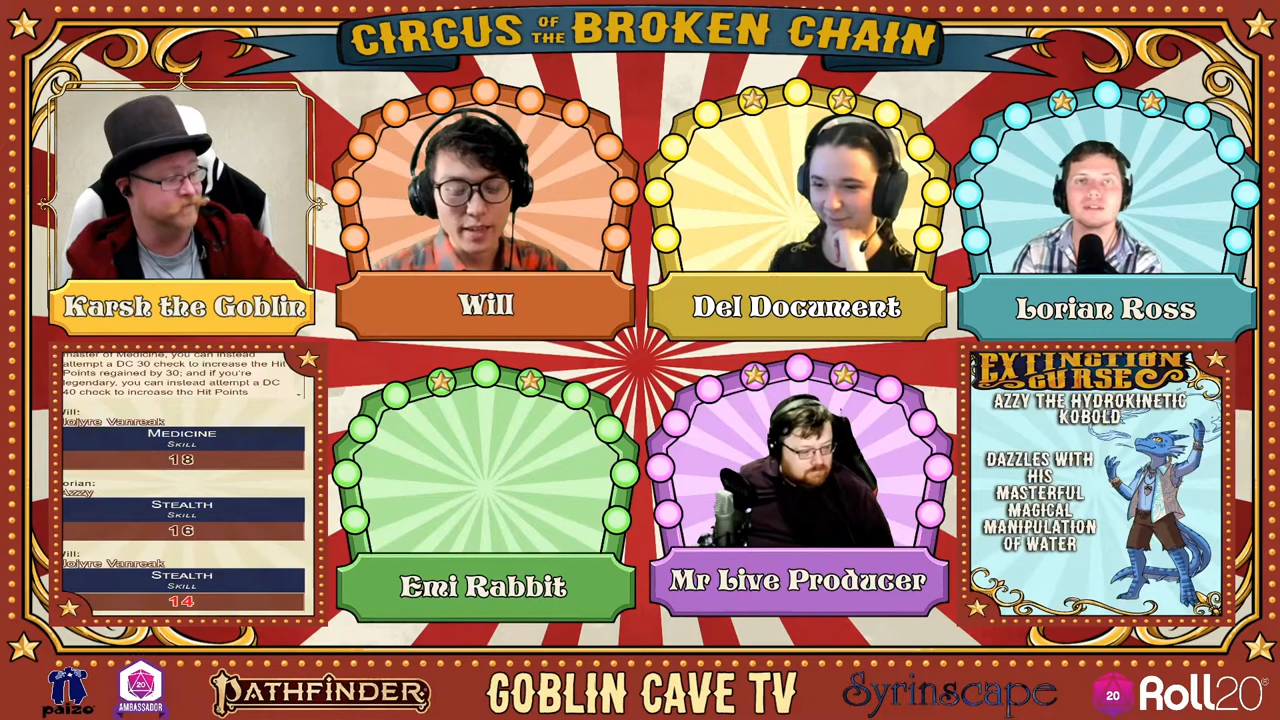 CIRCUS OF THE BROKEN CHAIN
Karsh the Goblin
Will
Del Document
Lorian Ross
master of Medicine, you can instead
attempt a DC 30 check to increase the Hit
Points regained by 30; and if you're
legendary, you can instead attempt a DC
40 check to increase the Hit Points
Will:
Vanreak
MEDICINE
SKILL
18
orian:
Azzy
STEALTH
SKILL
16
Will:
Vanreak
STEALTH
SKILL
14
Emi Rabbit
Mr Live Producer
EXTINCTION
CURSE
AZZY THE HYDROKINETIC
KOBOLD
DAZZLES WITH
HIS
MASTERFUL
MAGICAL
MANIPULATION
OF WATER
paizo
20
AMBASSADOR
PATHFINDER
GOBLIN CAVE TV
Syrinscape
20
Roll20®